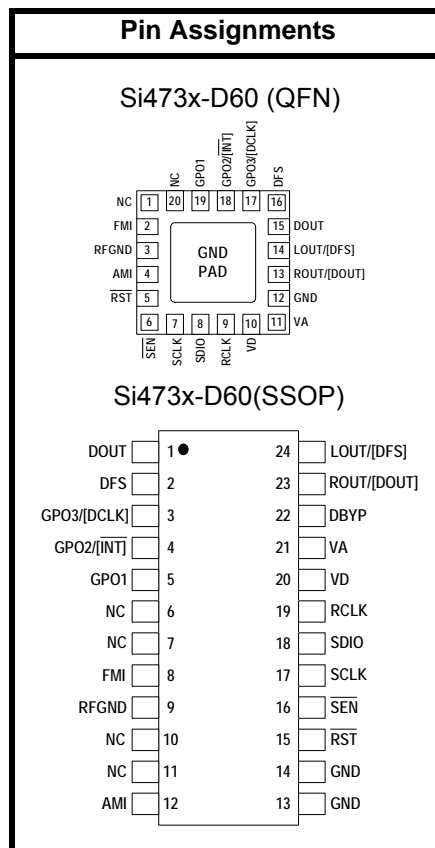 Pin Assignments
Si473x-D60 (QFN)
NC
GPO1
GPO2/[INT]
GPO3/[DCLK]
DFS
NC 1 20 19 18 17 16
FMI 2 15 DOUT
RFGND 3 14 LOUT/[DFS]
GND
PAD
AMI 4 13 ROUT/[DOUT]
RST 5 12 GND
6 7 8 9 10 11 VA
SEN
SCLK
SDIO
RCLK
VD
Si473x-D60(SSOP)
DOUT 1 24 LOUT/[DFS]
DFS 2 23 ROUT/[DOUT]
GPO3/[DCLK] 3 22 DBYP
GPO2/[INT] 4 21 VA
GPO1 5 20 VD
NC 6 19 RCLK
NC 7 18 SDIO
FMI 8 17 SCLK
RFGND 9 16 SEN
NC 10 15 RST
NC 11 14 GND
AMI 12 13 GND